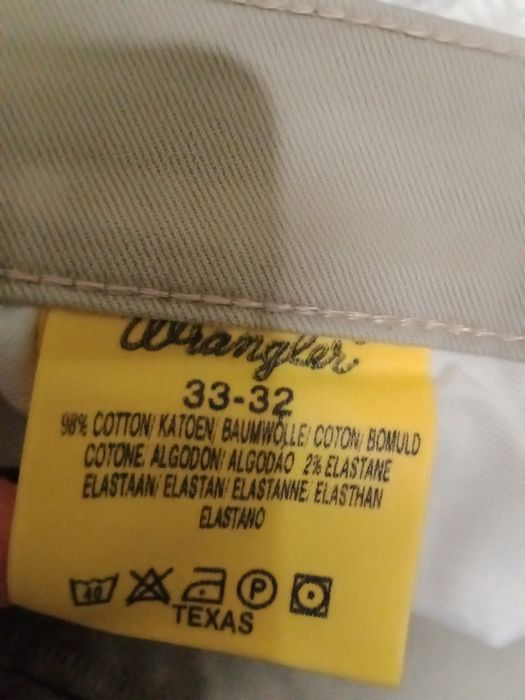 Wrangler
33-32
98% COTTON/ KATOEN/ BAUMWOLLE/ COTON/ BOMULD
COTONE ALGODON/ ALGODAO 2% ELASTANE
ELASTAAN/ ELASTAN/ ELASTANNE/ ELASTHAN
ELASTANO
40 P
TEXAS